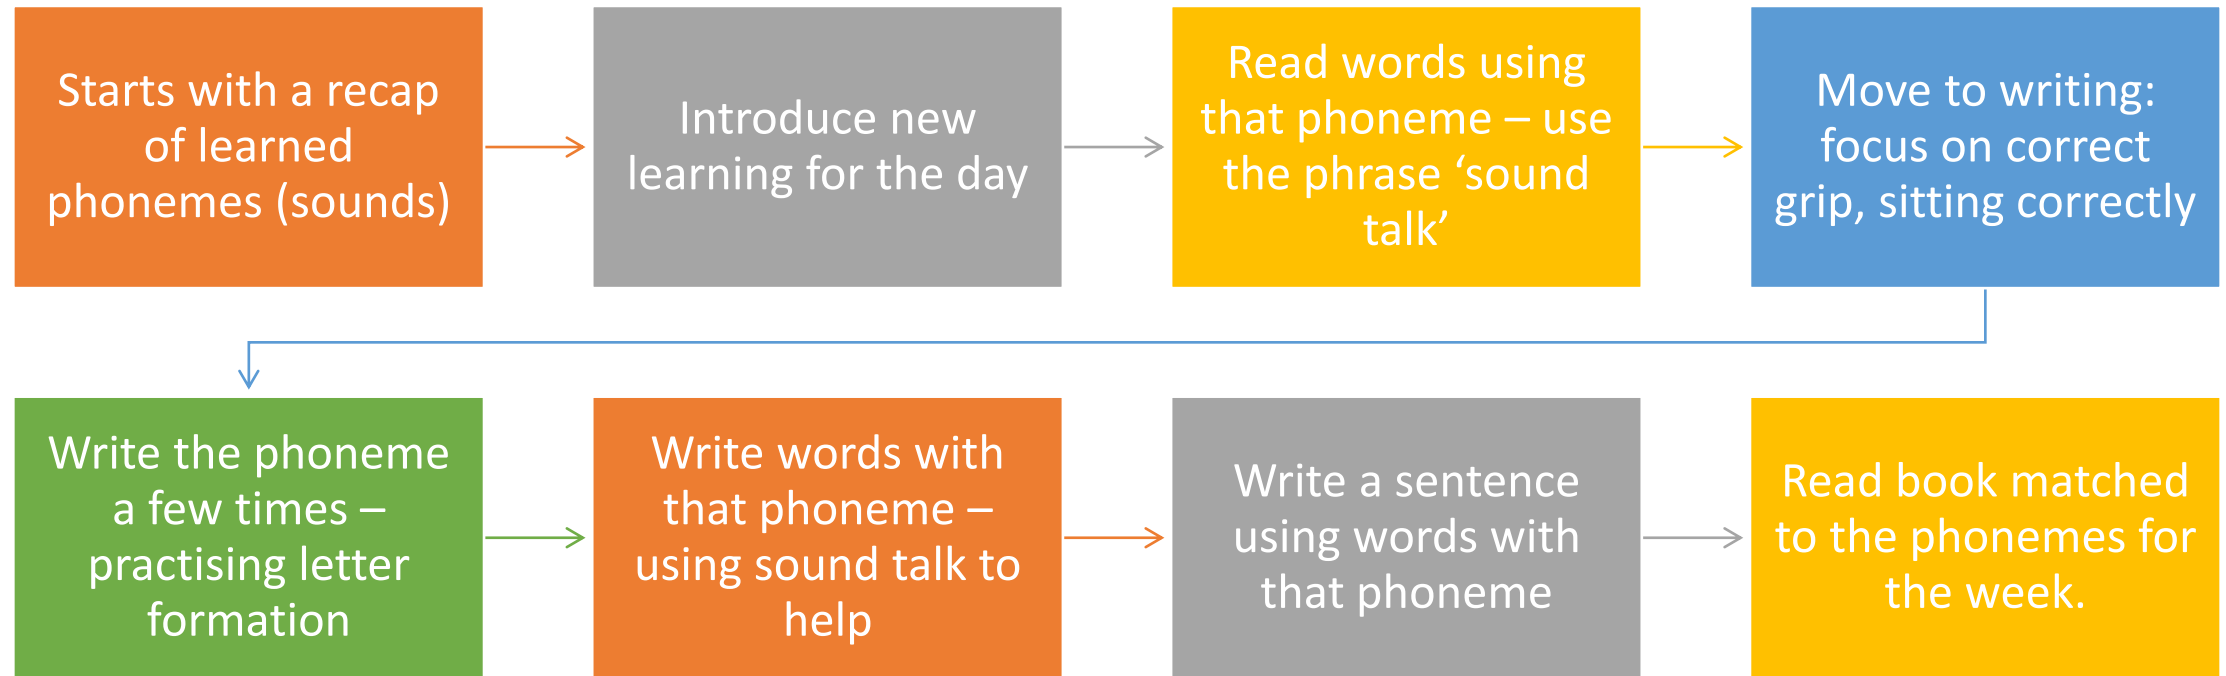 Starts with a recap
of learned
phonemes (sounds)
Introduce new
learning for the day
Read words using
that phoneme – use
the phrase ‘sound
talk’
Move to writing:
focus on correct
grip, sitting correctly
Write the phoneme
a few times –
practising letter
formation
Write words with
that phoneme –
using sound talk to
help
Write a sentence
using words with
that phoneme
Read book matched
to the phonemes for
the week.